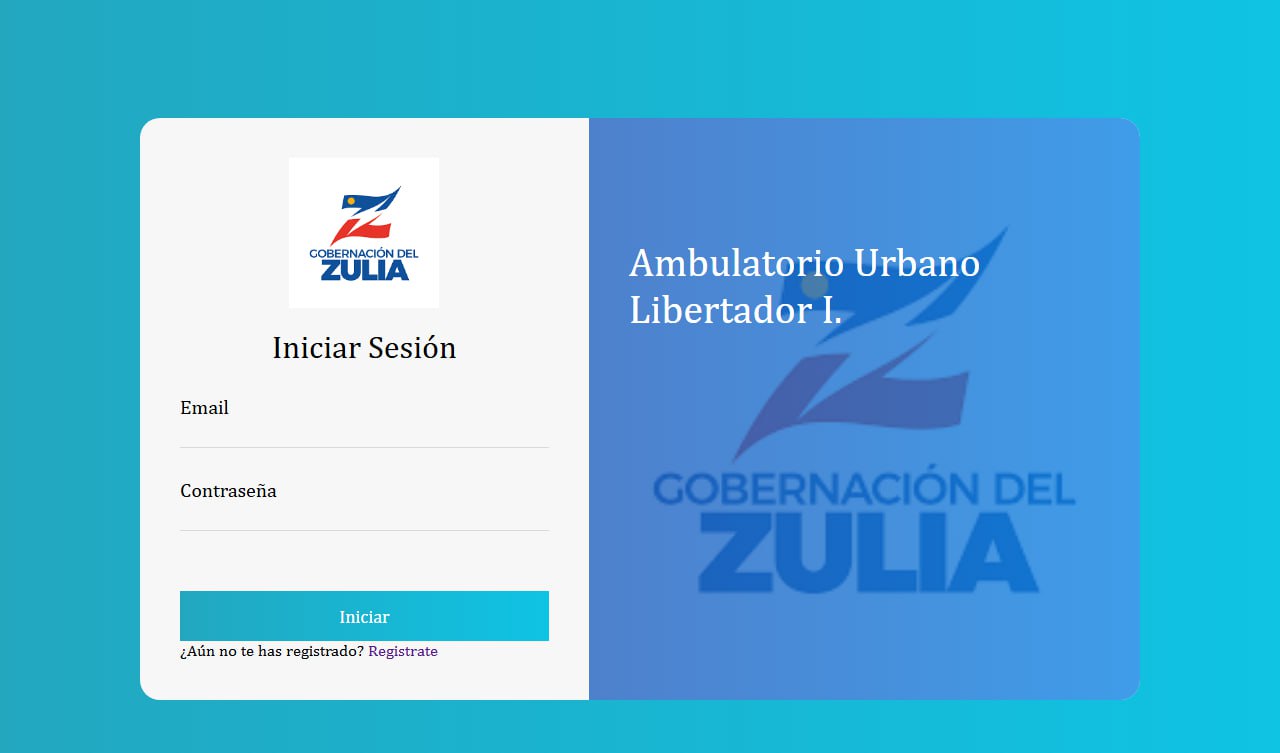 GOBERNACIÓN DEL
ZULIA
Iniciar Sesión
Email
Contraseña
Iniciar
¿Aún no te has registrado? Registrate
Ambulatorio Urbano
Libertador I.
GOBERNACIÓN DEL
ZULIA